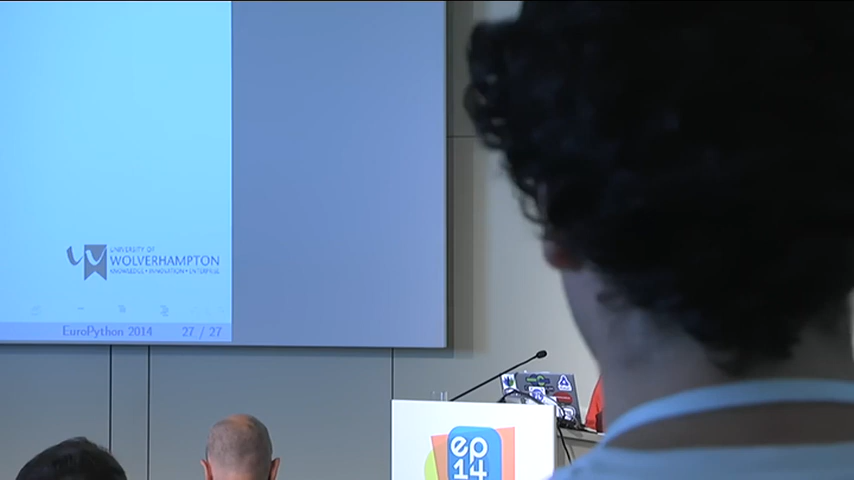 UNIVERSITY OF
WOLVERHAMPTON
KNOWLEDGE • INNOVATION • ENTERPRISE
EuroPython 2014 27 / 27
ep
14